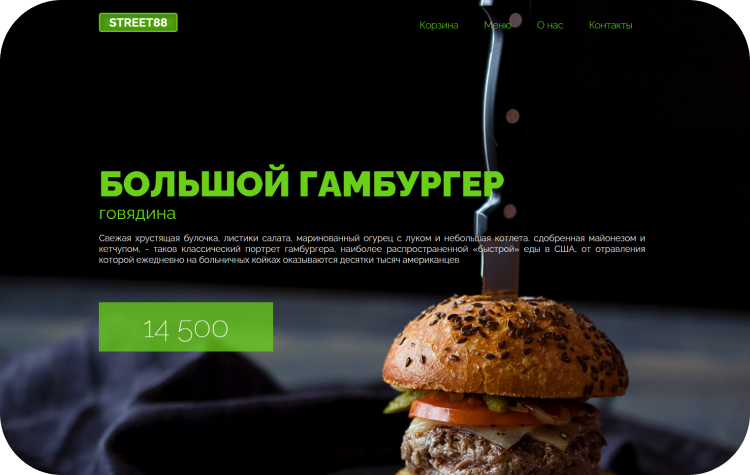 STREET88
Корзина Меню О нас Контакты
БОЛЬШОЙ ГАМБУРГЕР
говядина
Свежая хрустящая булочка, листики салата, маринованный огурец с луком и небольшая котлета, сдобренная майонезом и
кетчупом, - таков классический портрет гамбургера, наиболее распространенной «быстрой» еды в США, от отравления
которой ежедневно на больничных койках оказываются десятки тысяч американцев
14 500